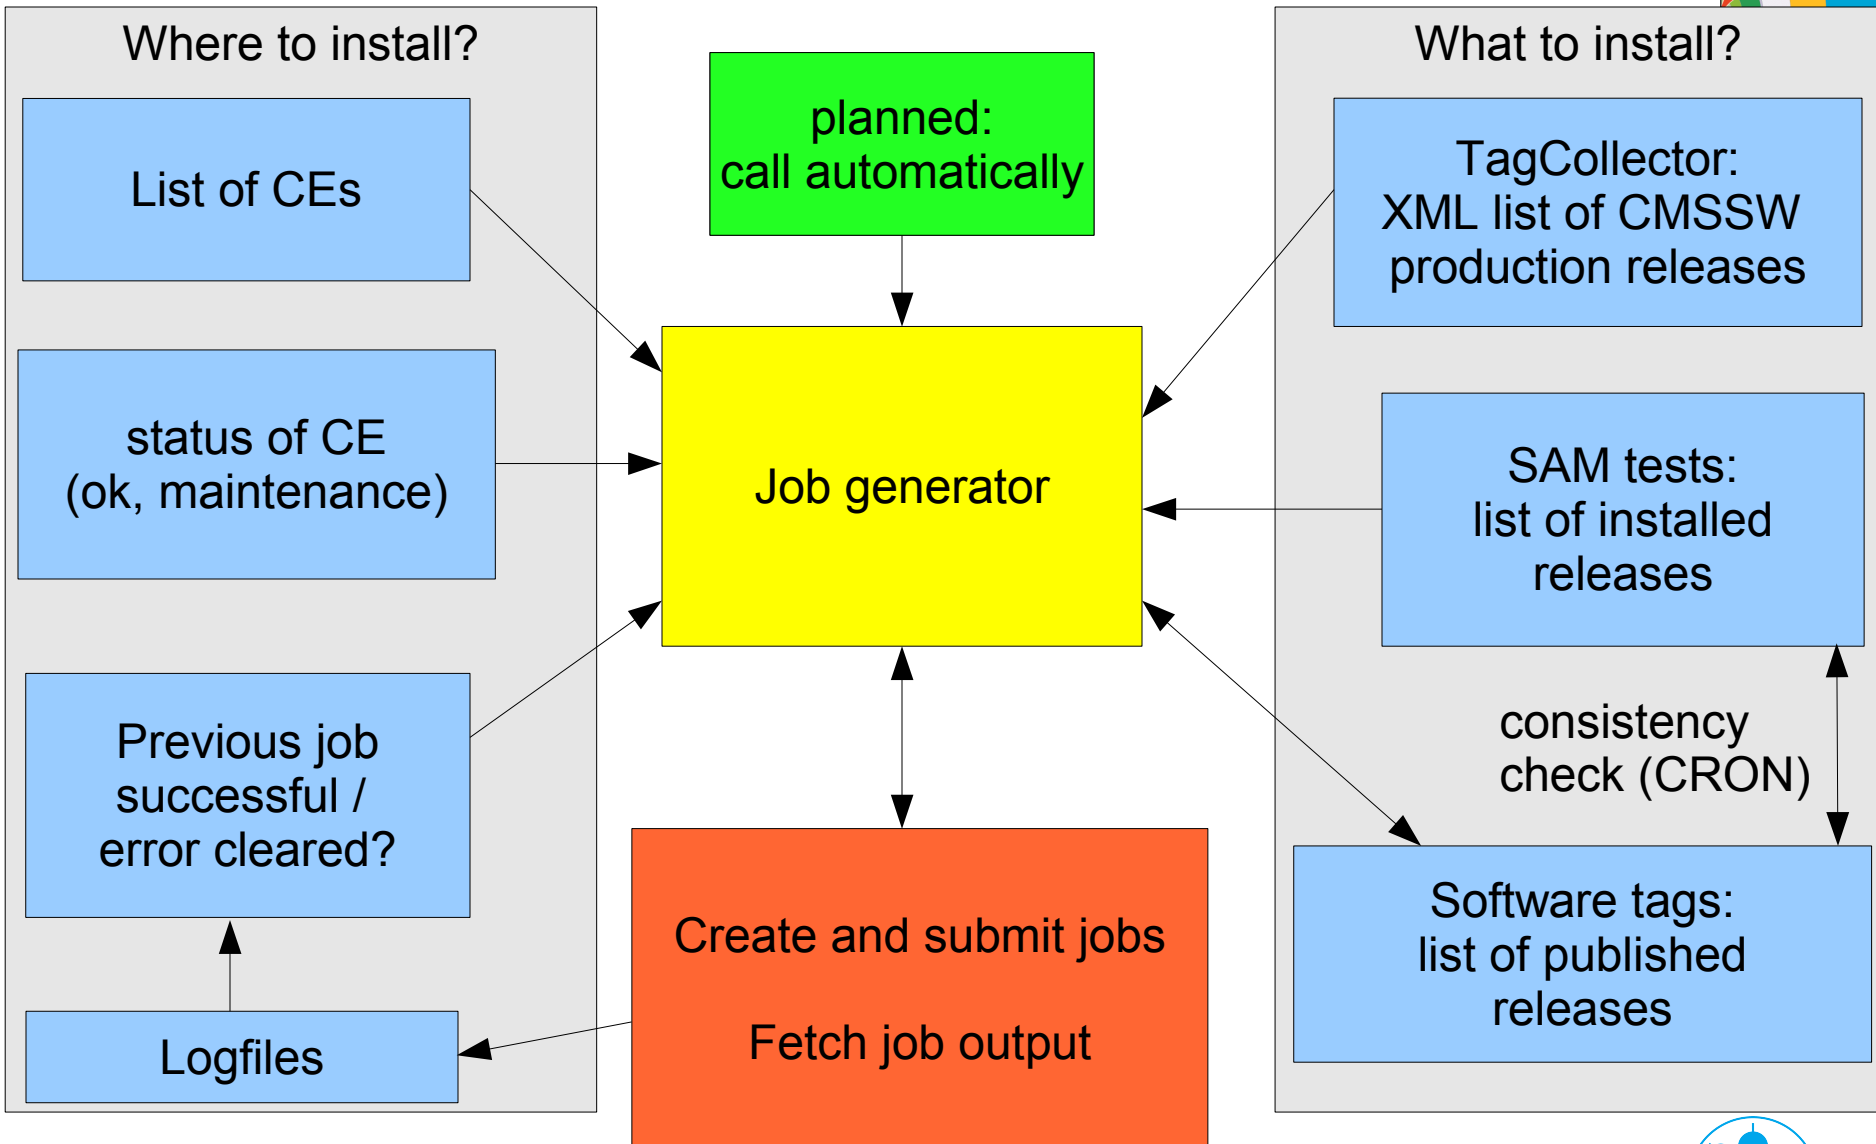 Where to install?
List of CEs
status of CE
(ok, maintenance)
Previous job
successful /
error cleared?
Logfiles
planned:
call automatically
Job generator
Create and submit jobs
Fetch job output
What to install?
TagCollector:
XML list of CMSSW
production releases
SAM tests:
list of installed
releases
consistency
check (CRON)
Software tags:
list of published
releases